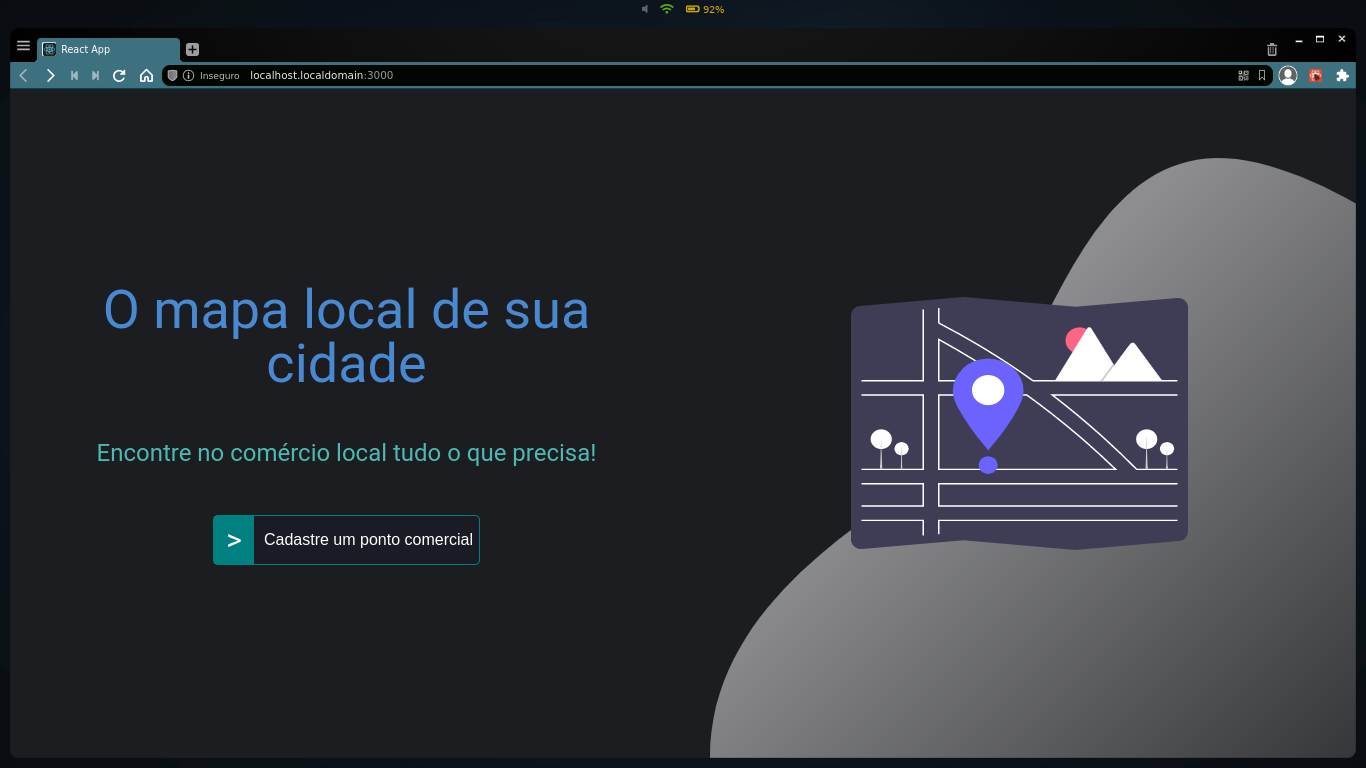 92%
React App
Inseguro localhost.localdomain:3000
O mapa local de sua
cidade
Encontre no comércio local tudo o que precisa!
> Cadastre um ponto comercial